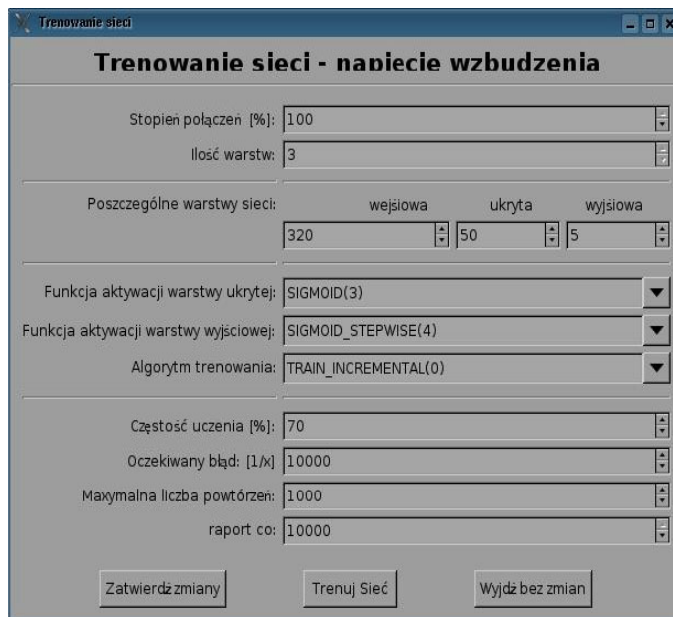 Trenowanie sieci
Trenowanie sieci - napiecie wzbudzenia
Stopień połączeń [%]: 100
Ilość warstw: 3
Poszczególne warstwy sieci: wejsiowa ukryta wyjsiowa
320 50 5
Funkcja aktywacji warstwy ukrytej: SIGMOID(3)
Funkcja aktywacji warstwy wyjściowej: SIGMOID_STEPWISE(4)
Algorytm trenowania: TRAIN_INCREMENTAL(0)
Częstość uczenia [%]: 70
Oczekiwany błąd: [1/x] 10000
Maxymalna liczba powtórzeń: 1000
raport co: 10000
Zatwierdź zmiany Trenuj Sieć Wyjdź bez zmian